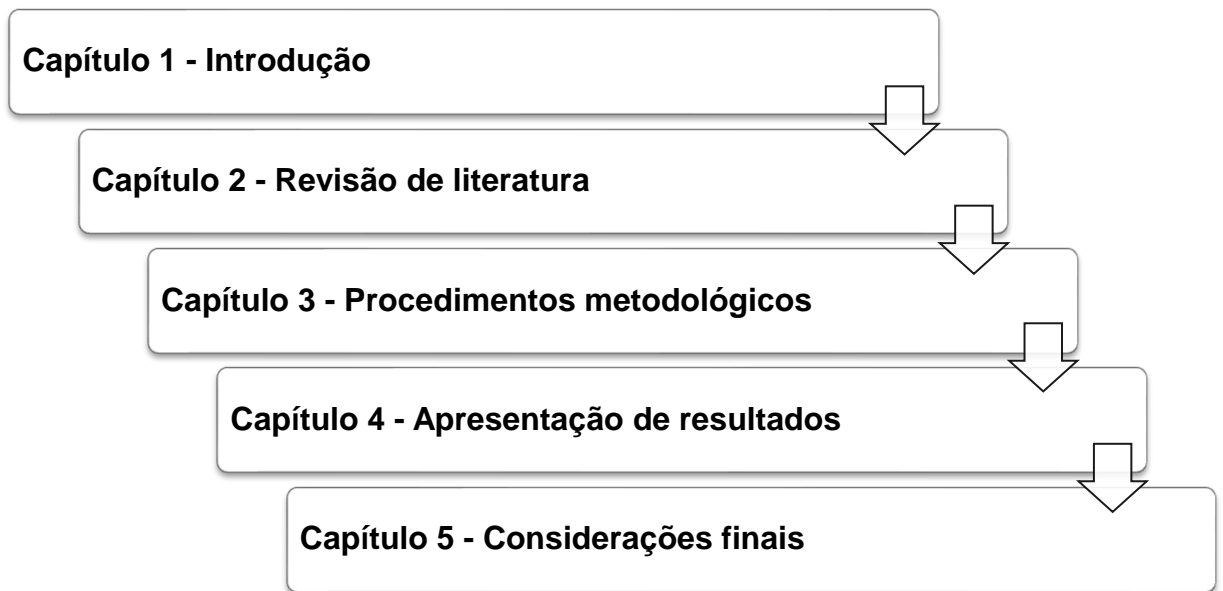 Capítulo 1 - Introdução
Capítulo 2 - Revisão de literatura
Capítulo 3 - Procedimentos metodológicos
Capítulo 4 - Apresentação de resultados
Capítulo 5 - Considerações finais